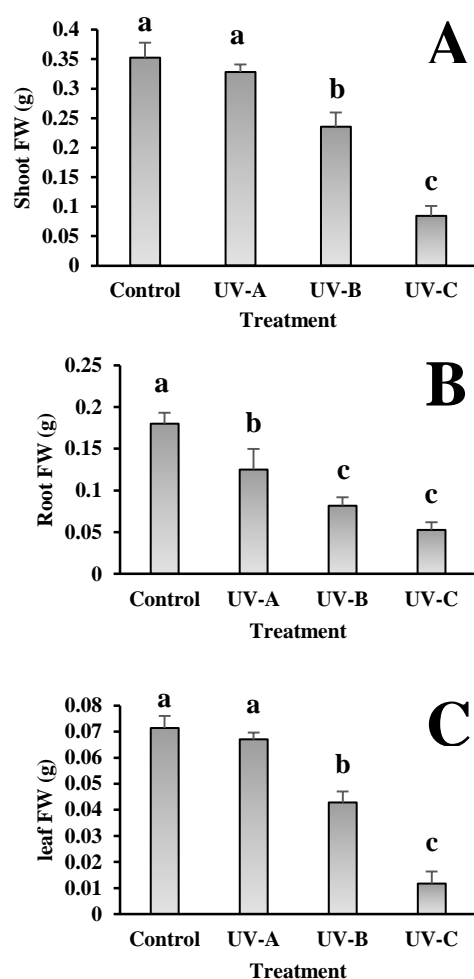 A
Shoot FW (g)
0.4
0.35
0.3
0.25
0.2
0.15
0.1
0.05
0
a
a
b
c
Control UV-A UV-B UV-C
Treatment
B
Root FW (g)
0.25
0.2
0.15
0.1
0.05
0
a
b
c
c
Control UV-A UV-B UV-C
Treatment
C
leaf FW (g)
0.08
0.07
0.06
0.05
0.04
0.03
0.02
0.01
0
a
a
b
c
Control UV-A UV-B UV-C
Treatment